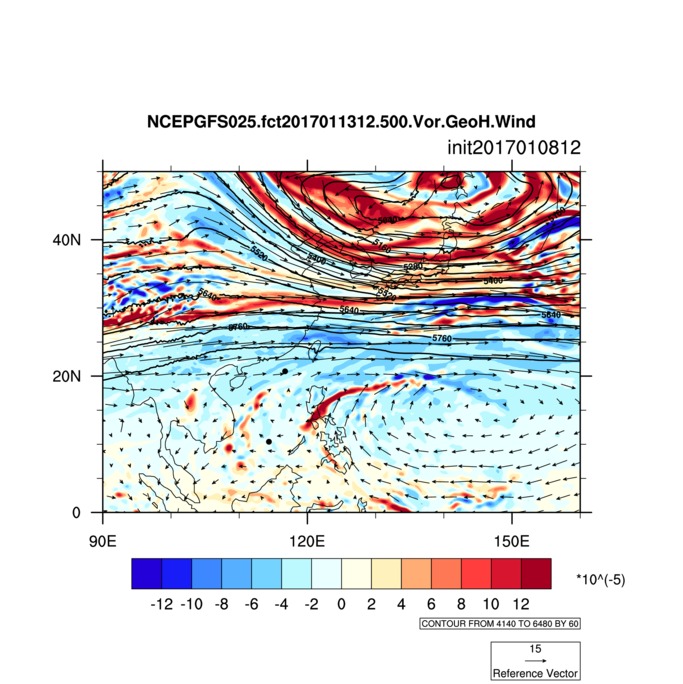 NCEPGFS025.fct2017011312.500.Vor.GeoH.Wind
init2017010812
40N
20N
0
90E
120E
150E
5160
5280
5520
5400
5400
5520
5640
5640
5640
5760
5760
-12 -10 -8 -6 -4 -2 0 2 4 6 8 10 12
*10^(-5)
CONTOUR FROM 4140 TO 6480 BY 60
15
Reference Vector